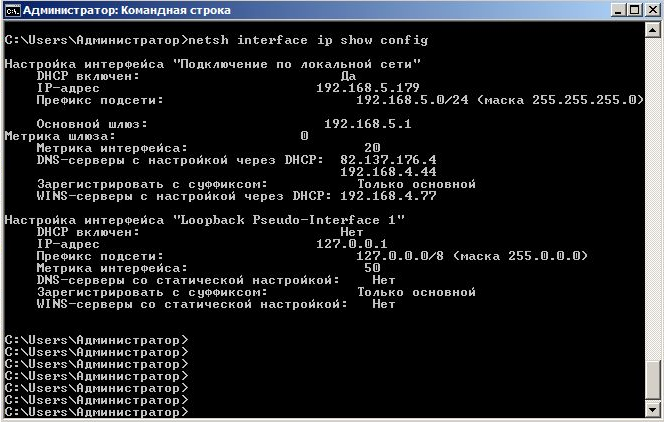 Администратор: Командная строка
C:\Users\Администратор>netsh interface ip show config
Настройка интерфейса "Подключение по локальной сети"
DHCP включен: Да
IP-адрес 192.168.5.179
Префикс подсети: 192.168.5.0/24 (маска 255.255.255.0)
Основной шлюз: 192.168.5.1
Метрика шлюза: 0
Метрика интерфейса: 20
DNS-серверы с настройкой через DHCP: 82.137.176.4
192.168.4.44
Зарегистрировать с суффиксом: Только основной
WINS-серверы с настройкой через DHCP: 192.168.4.77
Настройка интерфейса "Loopback Pseudo-Interface 1"
DHCP включен: Нет
IP-адрес 127.0.0.1
Префикс подсети: 127.0.0.0/8 (маска 255.0.0.0)
Метрика интерфейса: 50
DNS-серверы со статической настройкой: Нет
Зарегистрировать с суффиксом: Только основной
WINS-серверы со статической настройкой: Нет
C:\Users\Администратор>
C:\Users\Администратор>
C:\Users\Администратор>
C:\Users\Администратор>
C:\Users\Администратор>
C:\Users\Администратор>
C:\Users\Администратор>